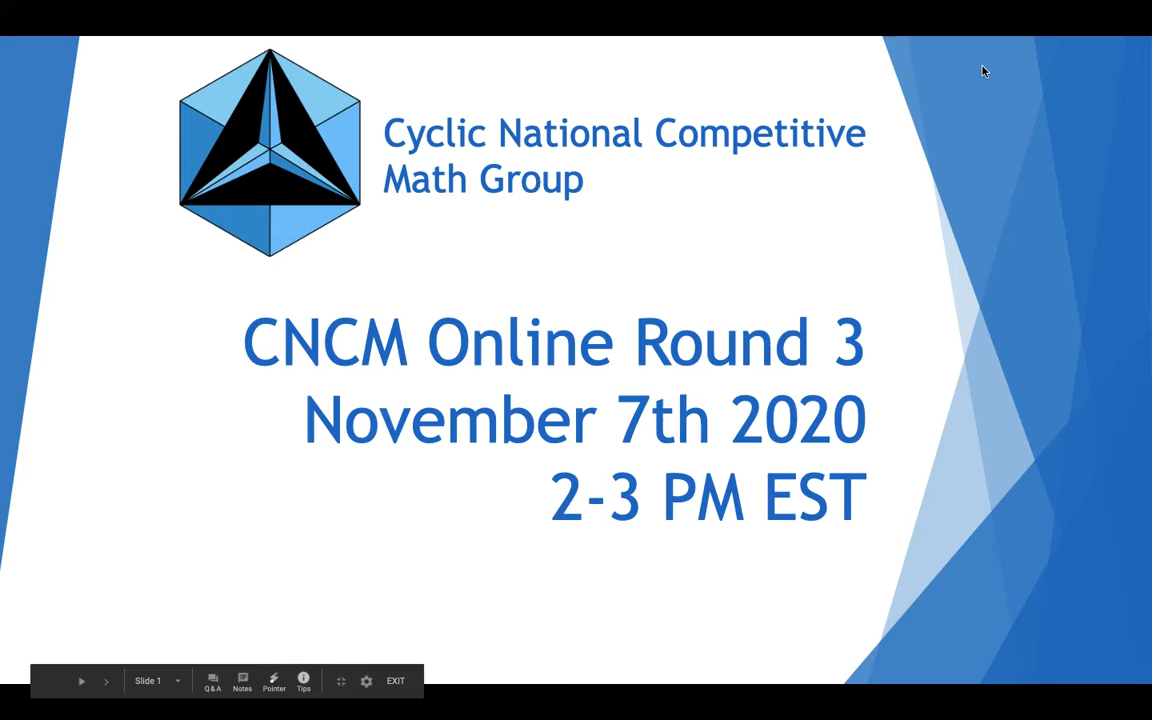 Cyclic National Competitive
Math Group
CNCM Online Round 3
November 7th 2020
2-3 PM EST
Slide 1
Q&A
Notes
Pointer
Tips
EXIT